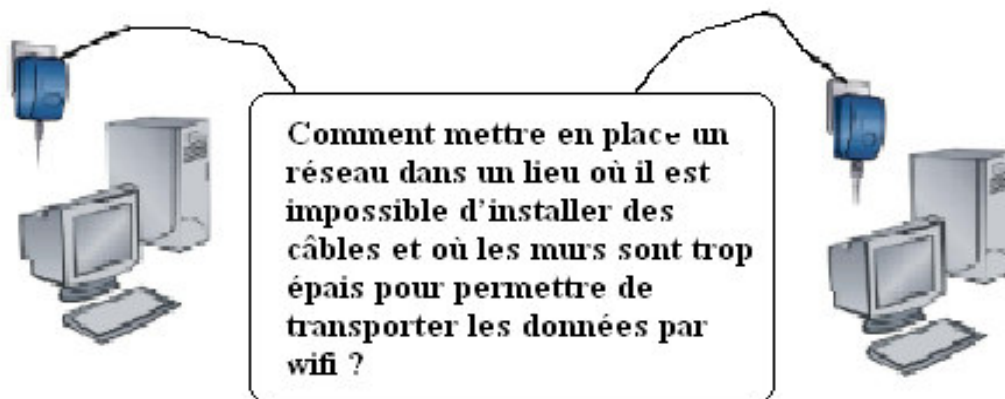 Comment mettre en place un
réseau dans un lieu où il est
impossible d'installer des
câbles et où les murs sont trop
épais pour permettre de
transporter les données par
wifi ?